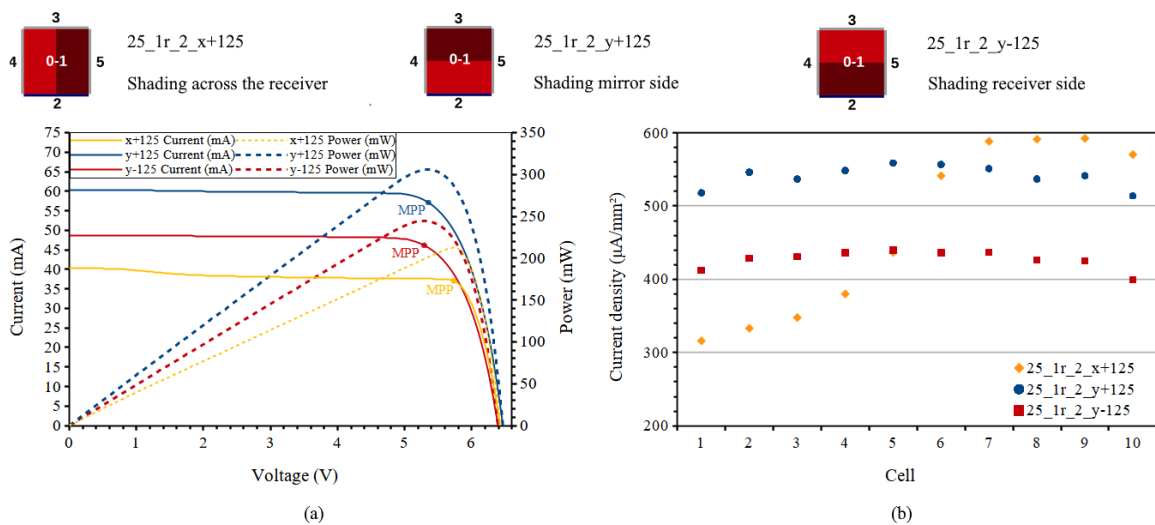 3
4
0-1
5
2
25_1r_2_x+125
Shading across the receiver
3
4
0-1
5
2
25_1r_2_y+125
Shading mirror side
3
4
0-1
5
2
25_1r_2_y-125
Shading receiver side
x+125 Current (mA)
x+125 Power (mW)
y+125 Current (mA)
y+125 Power (mW)
y-125 Current (mA)
y-125 Power (mW)
75
70
65
60
55
50
45
40
35
30
25
20
15
10
5
0
Current (mA)
MPP
MPP
MPP
350
300
250
200
150
100
50
0
Power (mW)
0 1 2 3 4 5 6
Voltage (V)
(a)
600
500
400
300
200
Current density (µA/mm²)
25_1r_2_x+125
25_1r_2_y+125
25_1r_2_y-125
1 2 3 4 5 6 7 8 9 10
Cell
(b)